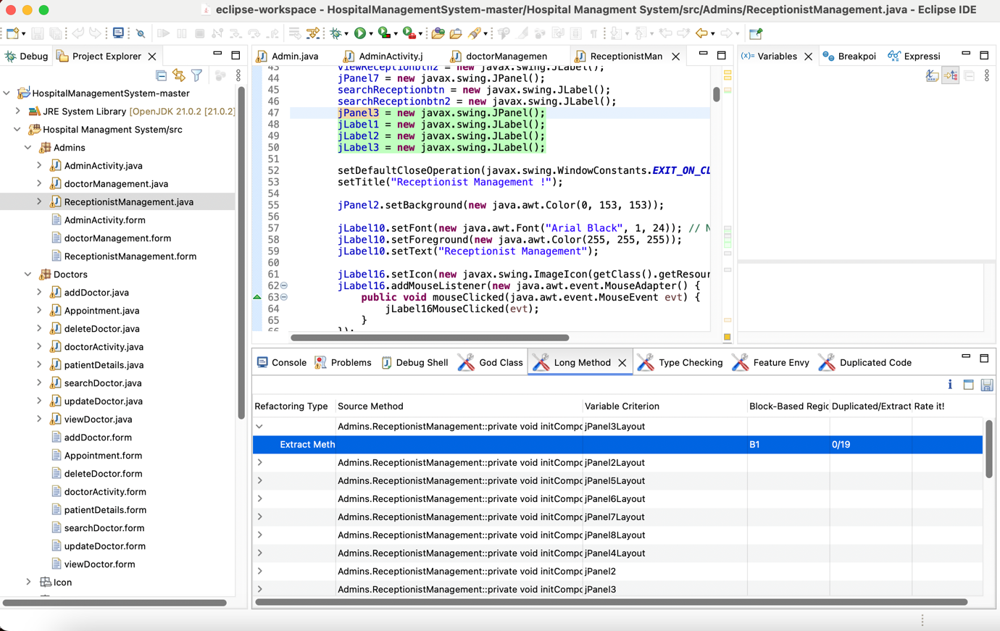 eclipse-workspace - HospitalManagementSystem-master/Hospital Managment System/src/Admins/ReceptionistManagement.java - Eclipse IDE
Debug
Project Explorer
HospitalManagementSystem-master
JRE System Library [OpenJDK 21.0.2 [21.0.2]
Hospital Managment System/src
Admins
AdminActivity.java
doctorManagement.java
ReceptionistManagement.java
AdminActivity.form
doctorManagement.form
ReceptionistManagement.form
Doctors
addDoctor.java
Appointment.java
deleteDoctor.java
doctorActivity.java
patientDetails.java
searchDoctor.java
updateDoctor.java
viewDoctor.java
addDoctor.form
Appointment.form
deleteDoctor.form
doctorActivity.form
patientDetails.form
searchDoctor.form
updateDoctor.form
viewDoctor.form
Icon
Admin.java
AdminActivity.j
doctorManagemen
ReceptionistMan
43 viewReceptionbtn2 = new javax.swing.JLabel();
44 jPanel7 = new javax.swing.JPanel();
45 searchReceptionbtn = new javax.swing.JLabel();
46 searchReceptionbtn2 = new javax.swing.JLabel();
47 jPanel3 = new javax.swing.JPanel();
48 jLabel1 = new javax.swing.JLabel();
49 jLabel2 = new javax.swing.JLabel();
50 jLabel3 = new javax.swing.JLabel();
51
52 setDefaultCloseOperation(javax.swing.WindowConstants.EXIT_ON_CL
53 setTitle("Receptionist Management !");
54
55 jPanel2.setBackground(new java.awt.Color(0, 153, 153));
56
57 jLabel10.setFont(new java.awt.Font("Arial Black", 1, 24)); // N
58 jLabel10.setForeground(new java.awt.Color(255, 255, 255));
59 jLabel10.setText("Receptionist Management");
60
61 jLabel16.setIcon(new javax.swing.ImageIcon(getClass().getResour
62 jLabel16.addMouseListener(new java.awt.event.MouseAdapter() {
63 public void mouseClicked(java.awt.event.MouseEvent evt) {
64 jLabel16MouseClicked(evt);
65 }
66 });
(x)= Variables
Breakpoi
Expressi
Console
Problems
Debug Shell
God Class
Long Method
Type Checking
Feature Envy
Duplicated Code
Refactoring Type Source Method Variable Criterion Block-Based Regic Duplicated/Extract Rate it!
Admins.ReceptionistManagement::private void initCompo jPanel3Layout
Extract Meth B1 0/19
Admins.ReceptionistManagement::private void initCompo jPanel2Layout
Admins.ReceptionistManagement::private void initCompo jPanel5Layout
Admins.ReceptionistManagement::private void initCompo jPanel6Layout
Admins.ReceptionistManagement::private void initCompo jPanel7Layout
Admins.ReceptionistManagement::private void initCompo jPanel8Layout
Admins.ReceptionistManagement::private void initCompo jPanel4Layout
Admins.ReceptionistManagement::private void initCompo jPanel2
Admins.ReceptionistManagement::private void initCompo jPanel3